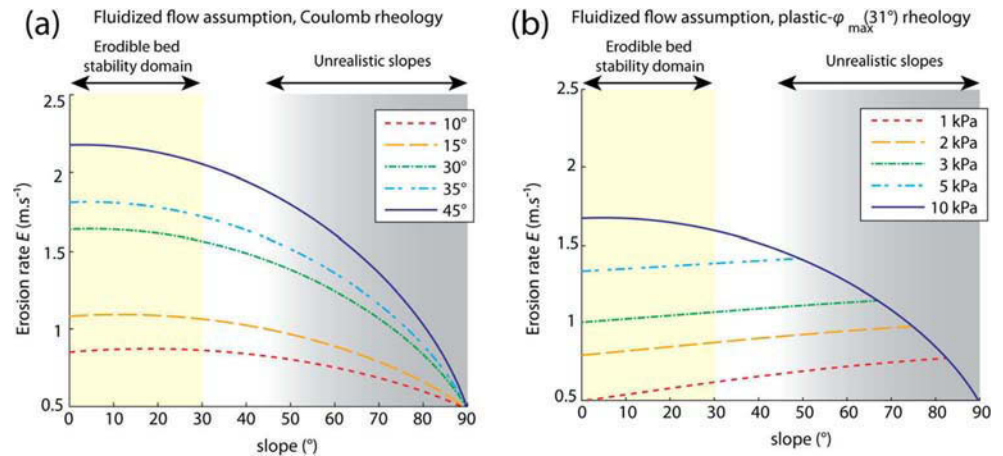 (a)
Fluidized flow assumption, Coulomb rheology
Erodible bed
stability domain
Unrealistic slopes
2.5
2
1.5
1
0.5
Erosion rate E (m.s⁻¹)
10°
15°
30°
35°
45°
0 10 20 30 40 50 60 70 80 90
slope (°)
(b)
Fluidized flow assumption, plastic-φmax(31°) rheology
Erodible bed
stability domain
Unrealistic slopes
2.5
2
1.5
1
0.5
Erosion rate E (m.s⁻¹)
1 kPa
2 kPa
3 kPa
5 kPa
10 kPa
0 10 20 30 40 50 60 70 80 90
slope (°)